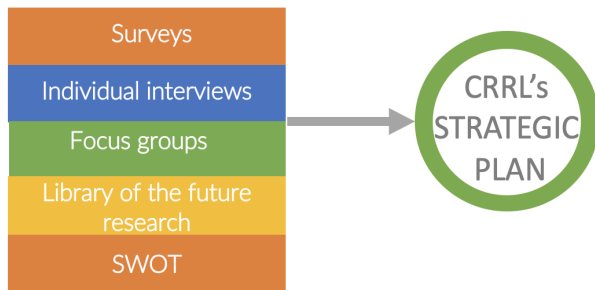 Surveys
Individual interviews
Focus groups
Library of the future
research
SWOT
CRRL's
STRATEGIC
PLAN